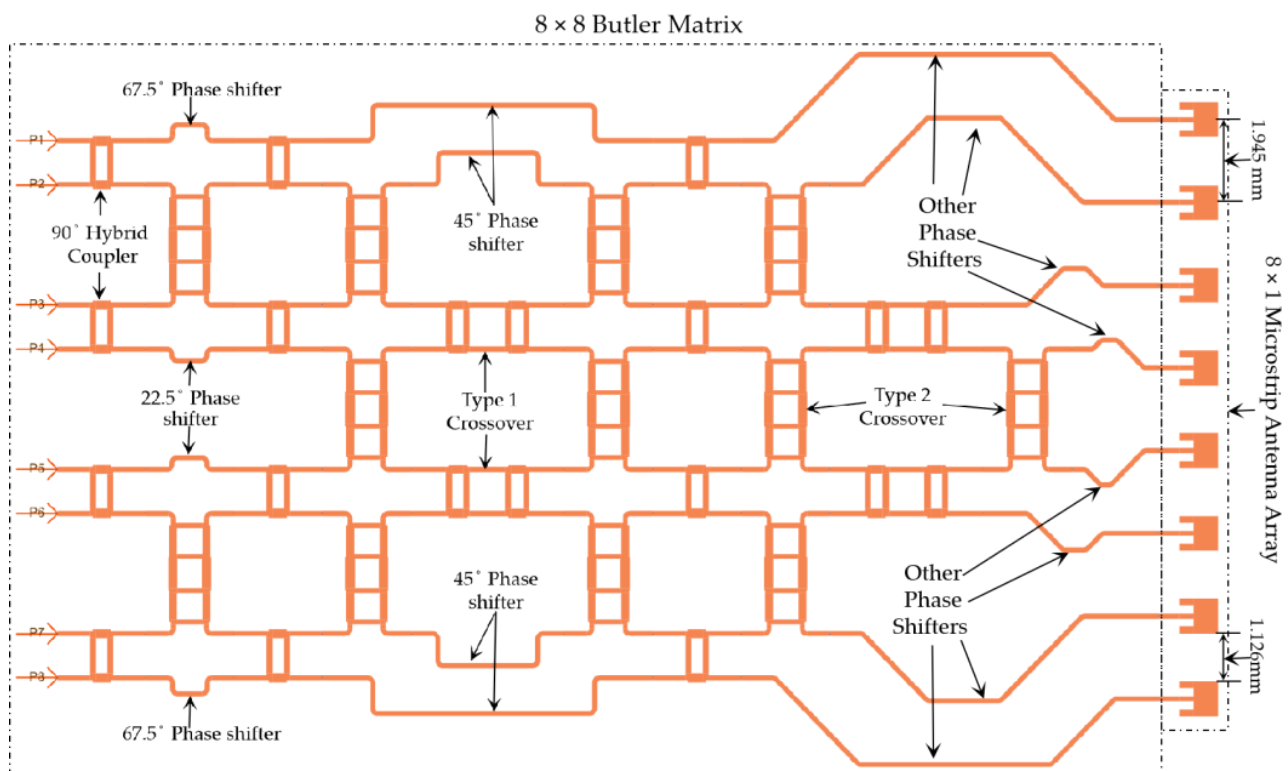 8 × 8 Butler Matrix
67.5° Phase shifter
P1
P2
90° Hybrid
Coupler
45° Phase
shifter
Other
Phase
Shifters
1.945 mm
P3
P4
22.5° Phase
shifter
Type 1
Crossover
Type 2
Crossover
8 × 1 Microstrip Antenna Array
P5
P6
45° Phase
shifter
Other
Phase
Shifters
P7
P3
1.126mm
67.5° Phase shifter